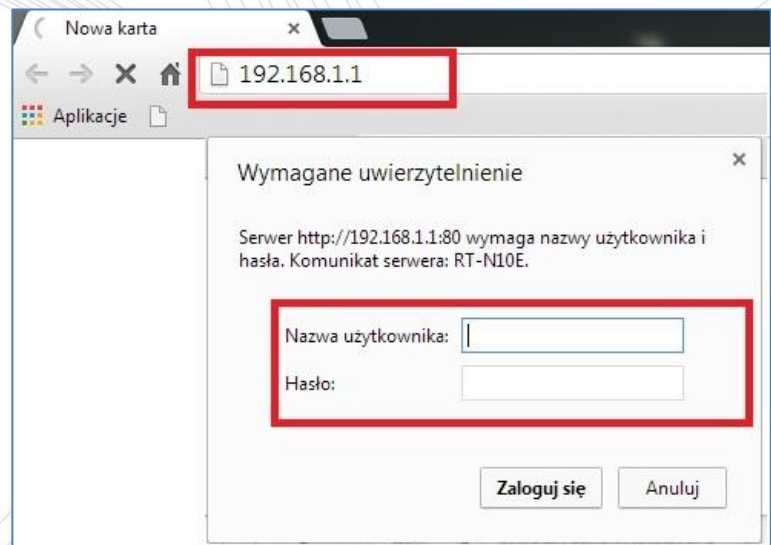 Nowa karta
192.168.1.1
Aplikacje
Wymagane uwierzytelnienie
Serwer http://192.168.1.1:80 wymaga nazwy użytkownika i
hasła. Komunikat serwera: RT-N10E.
Nazwa użytkownika:
Hasło:
Zaloguj się Anuluj